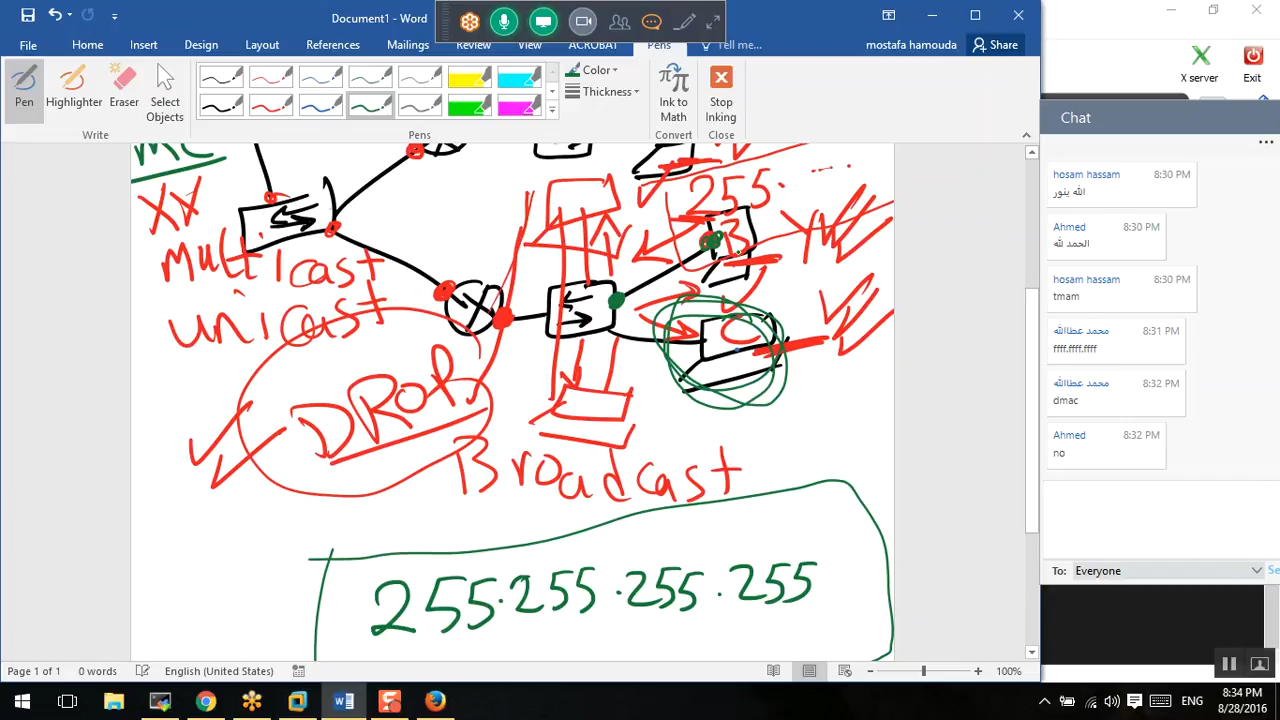 Document1 - Word
File
Home
Insert
Design
Layout
References
Mailings
Review
View
ACROBAT
Pens
Tell me...
mostafa hamouda
Share
Pen
Highlighter
Eraser
Select Objects
Write
Pens
Color
Thickness
Ink to Math
Convert
Stop Inking
Close
X server
Exit
Chat
hosam hassam 8:30 PM
الله ينور
Ahmed 8:30 PM
الحمد لله
hosam hassam 8:30 PM
tmam
محمد عطاالله 8:31 PM
ffff.ffff.ffff
محمد عطاالله 8:32 PM
dmac
Ahmed 8:32 PM
no
To: Everyone
Se
XX
multicast
unicast
255.
B
C
DROP
Broadcast
255.255.255.255
Page 1 of 1
0 words
English (United States)
100%
ENG
8:34 PM
8/28/2016